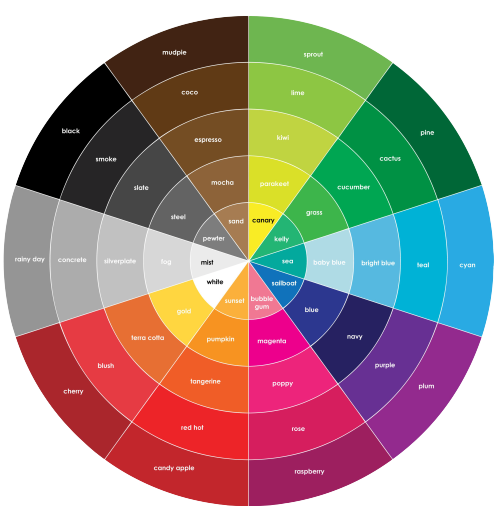 mudpie
sprout
coco
lime
black
pine
espresso
kiwi
smoke
cactus
slate
mocha
parakeet
cucumber
steel
grass
sand
canary
pewter
kelly
rainy day
concrete
silverplate
fog
mist
sea
baby blue
bright blue
teal
cyan
white
sailboat
sunset
bubble
gum
gold
blue
terra cotta
pumpkin
magenta
navy
blush
purple
tangerine
poppy
cherry
plum
red hot
rose
candy apple
raspberry